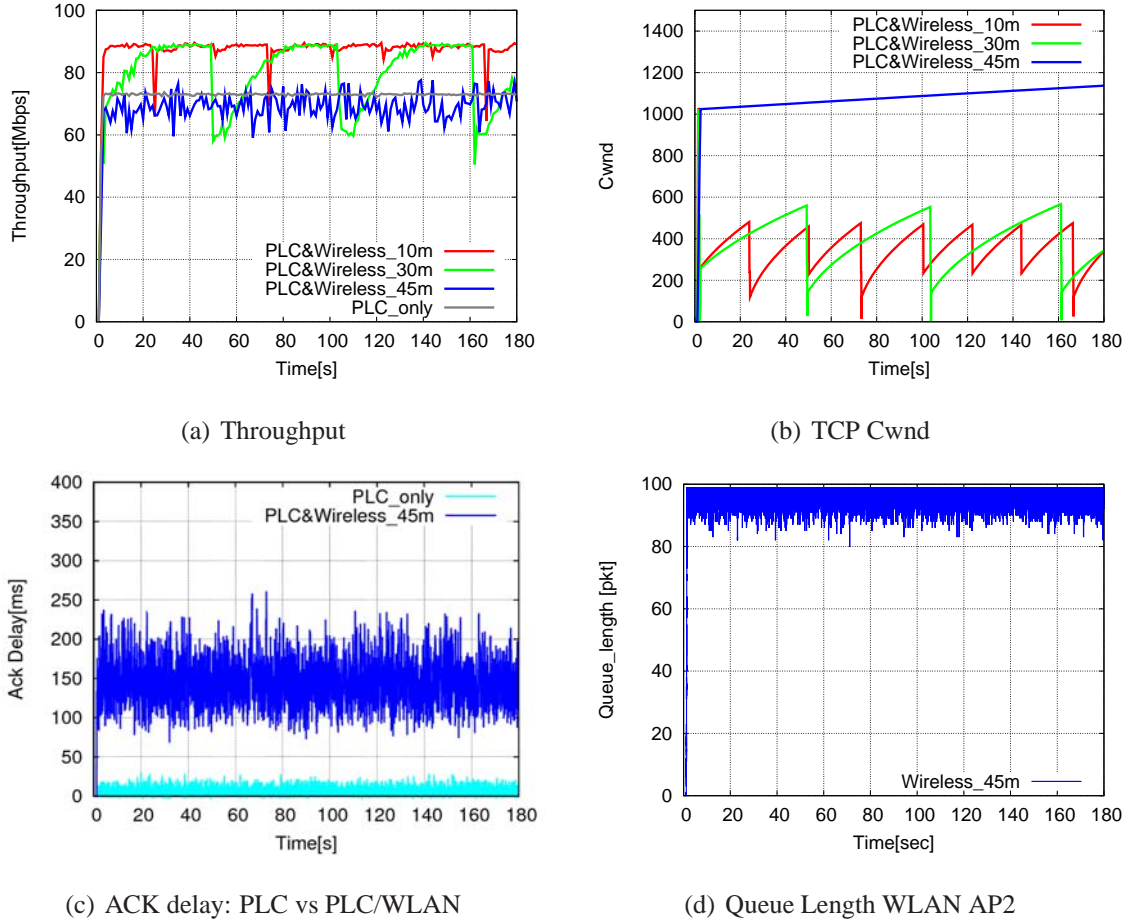 100
80
60
40
20
0
0 20 40 60 80 100 120 140 160 180
Throughput[Mbps]
Time[s]
PLC&Wireless_10m
PLC&Wireless_30m
PLC&Wireless_45m
PLC_only
(a) Throughput
1400
1200
1000
800
600
400
200
0
0 20 40 60 80 100 120 140 160 180
Cwnd
Time[s]
PLC&Wireless_10m
PLC&Wireless_30m
PLC&Wireless_45m
(b) TCP Cwnd
400
350
300
250
200
150
100
50
0
0 20 40 60 80 100 120 140 160 180
Ack Delay[ms]
Time[s]
PLC_only
PLC&Wireless_45m
(c) ACK delay: PLC vs PLC/WLAN
100
80
60
40
20
0
0 20 40 60 80 100 120 140 160 180
Queue_length [pkt]
Time[sec]
Wireless_45m
(d) Queue Length WLAN AP2